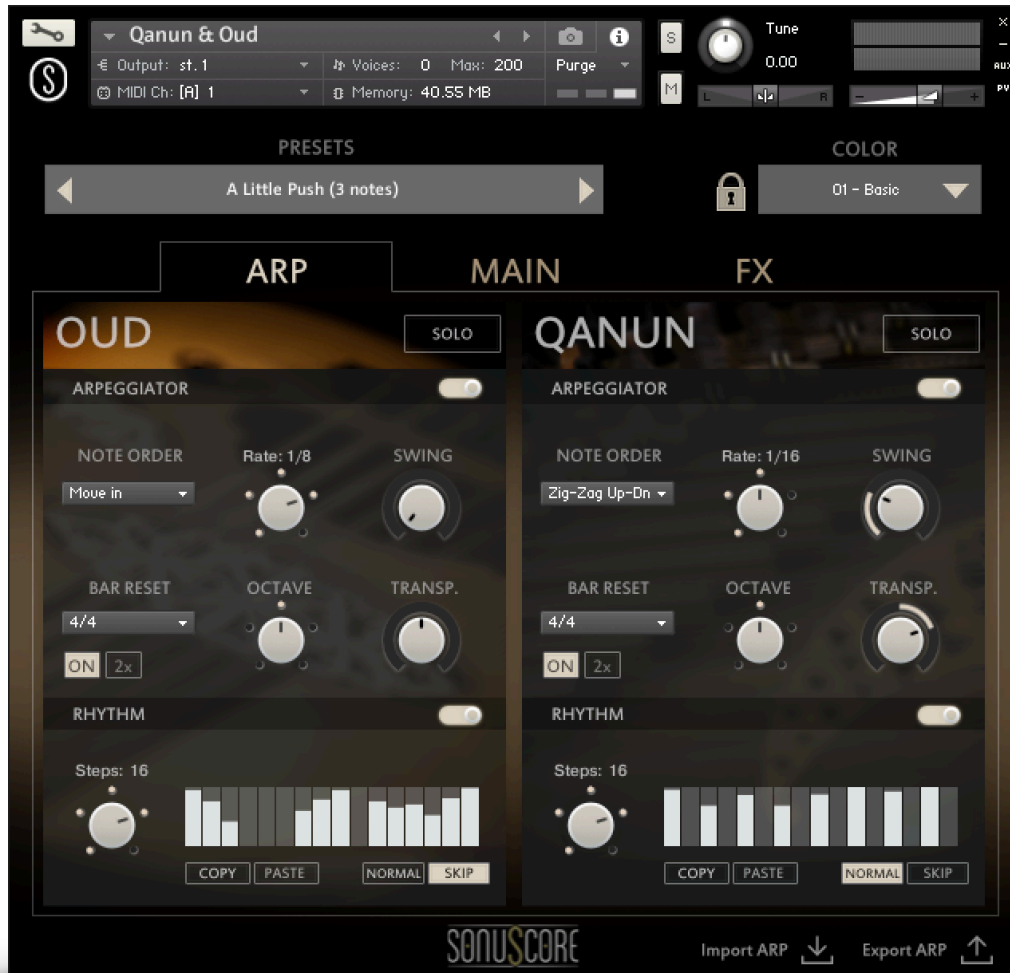 Qanun & Oud
S
Tune
0.00
Output: st. 1
Voices: 0 Max: 200
Purge
MIDI Ch: [A] 1
Memory: 40.55 MB
M
L
R
AUX
PV
PRESETS
COLOR
A Little Push (3 notes)
01 - Basic
ARP
MAIN
FX
OUD
SOLO
QANUN
SOLO
ARPEGGIATOR
ARPEGGIATOR
NOTE ORDER
Rate: 1/8
SWING
NOTE ORDER
Rate: 1/16
SWING
Move in
Zig-Zag Up-Dn
BAR RESET
OCTAVE
TRANSP.
BAR RESET
OCTAVE
TRANSP.
4/4
4/4
ON
2x
ON
2x
RHYTHM
RHYTHM
Steps: 16
Steps: 16
COPY
PASTE
NORMAL
SKIP
COPY
PASTE
NORMAL
SKIP
SONUSCORE
Import ARP
Export ARP